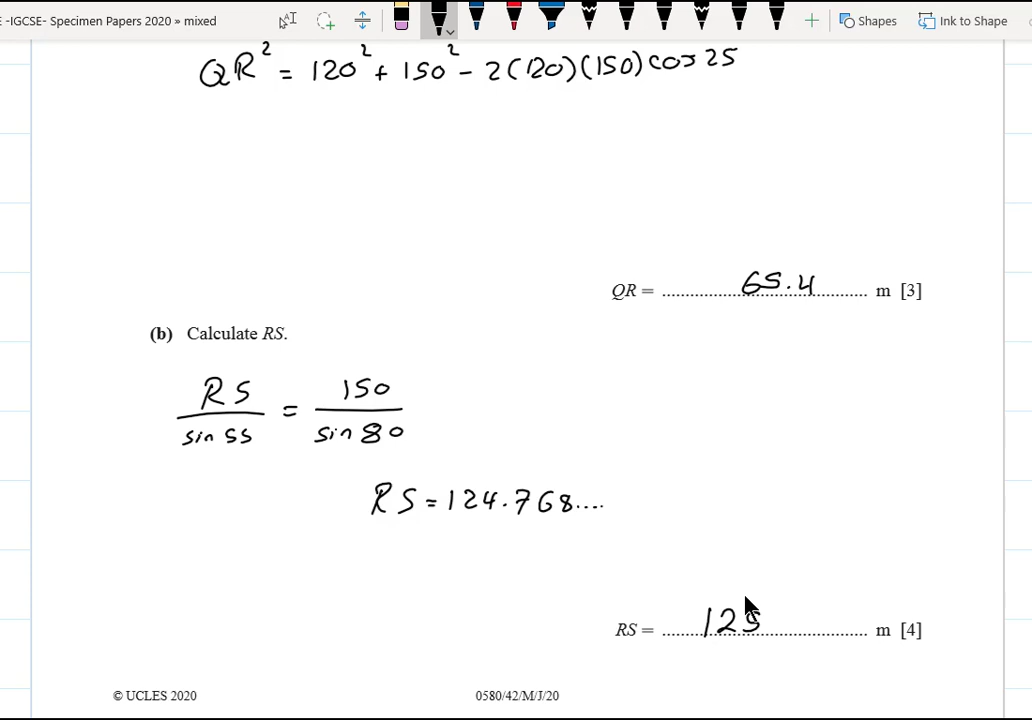 E -IGCSE- Specimen Papers 2020 » mixed
Shapes
Ink to Shape
QR² = 120² + 150² - 2(120)(150)cos 25
QR = 65.4 m [3]
(b) Calculate RS.
RS/sin 55 = 150/sin 80
RS = 124.768....
RS = 125 m [4]
© UCLES 2020
0580/42/M/J/20